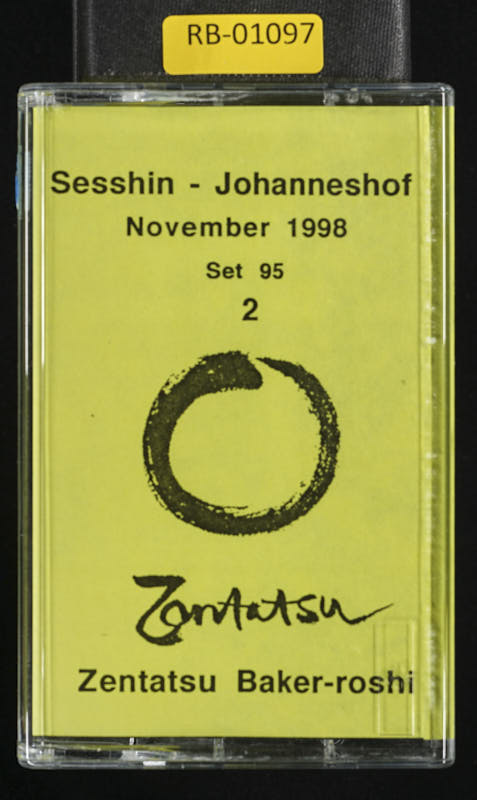 RB-01097
Sesshin - Johanneshof
November 1998
Set 95
2
Zentatsu
Zentatsu Baker-roshi